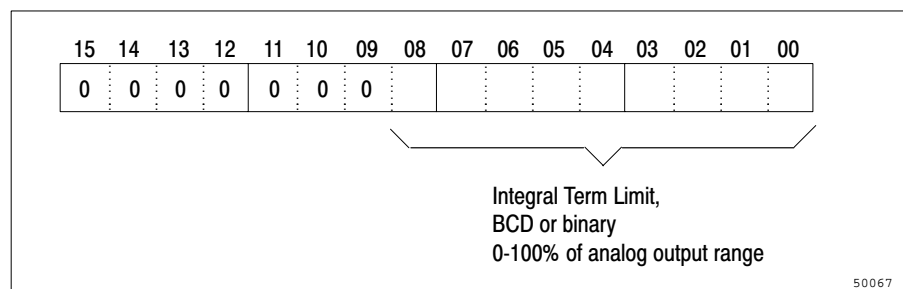 15 14 13 12 11 10 09 08 07 06 05 04 03 02 01 00
0 0 0 0 0 0 0
Integral Term Limit,
BCD or binary
0-100% of analog output range
50067